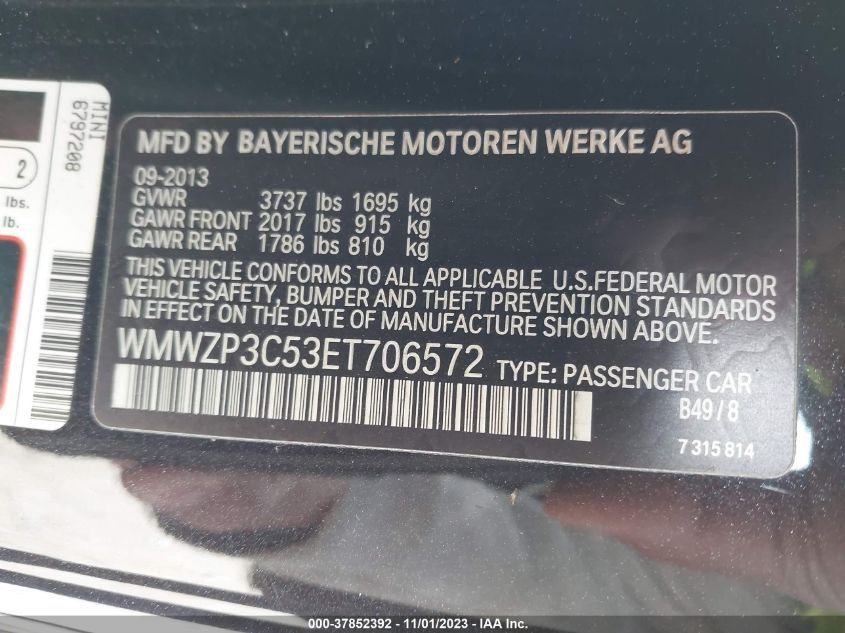 MINI
6797208
2
lbs.
lb.
MFD BY BAYERISCHE MOTOREN WERKE AG
09-2013
GVWR 3737 lbs 1695 kg
GAWR FRONT 2017 lbs 915 kg
GAWR REAR 1786 lbs 810 kg
THIS VEHICLE CONFORMS TO ALL APPLICABLE U.S.FEDERAL MOTOR
VEHICLE SAFETY, BUMPER AND THEFT PREVENTION STANDARDS
IN EFFECT ON THE DATE OF MANUFACTURE SHOWN ABOVE.
WMWZP3C53ET706572 TYPE: PASSENGER CAR
B49 / 8
7 315 814
000-37852392 - 11/01/2023 - IAA Inc.